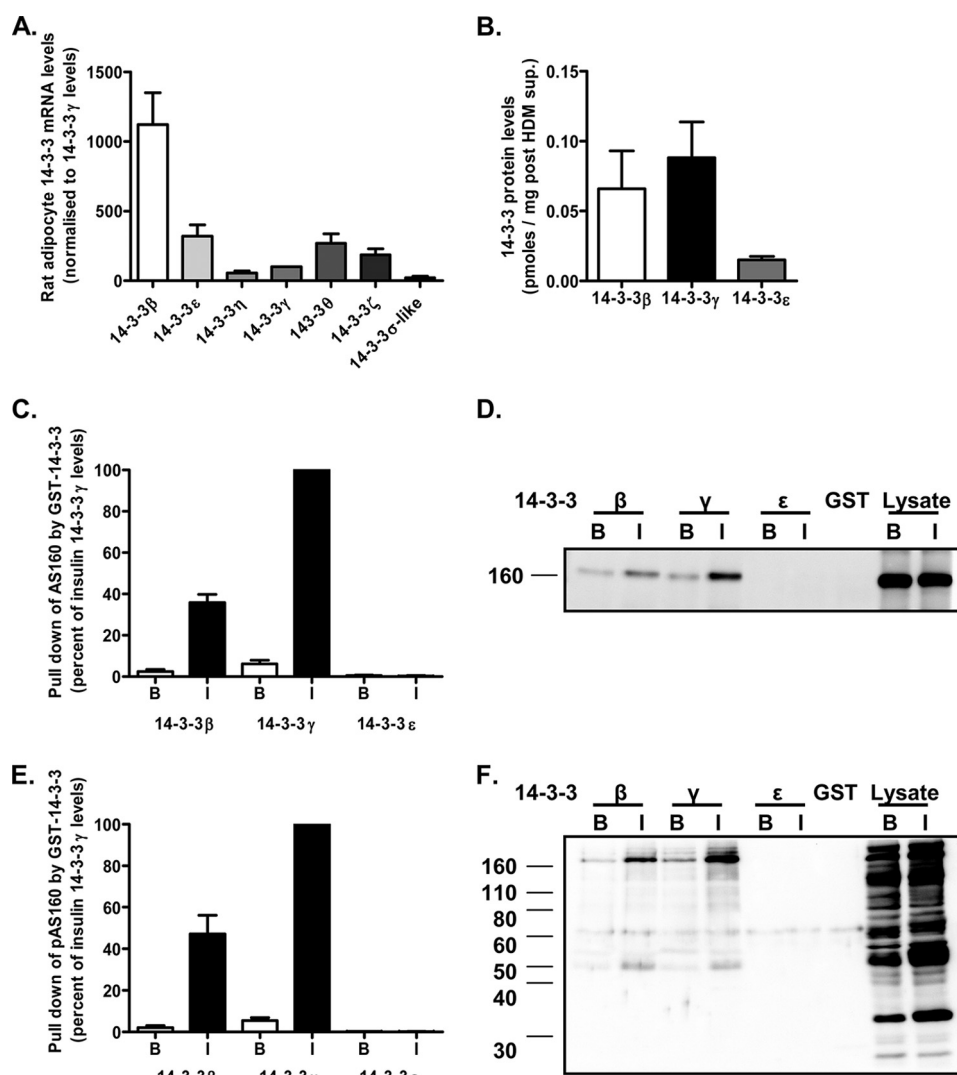 A.
Rat adipocyte 14-3-3 mRNA levels
(normalised to 14-3-3γ levels)
1500
1000
500
0
14-3-3β
14-3-3ε
14-3-3η
14-3-3γ
143-3θ
14-3-3ζ
14-3-3σ-like
B.
14-3-3 protein levels
(pmoles / mg post HDM sup.)
0.15
0.10
0.05
0.00
14-3-3β
14-3-3γ
14-3-3ε
C.
Pull down of AS160 by GST-14-3-3
(percent of insulin 14-3-3γ levels)
100
80
60
40
20
0
B I B I B I
14-3-3β 14-3-3γ 14-3-3ε
D.
14-3-3 β γ ε GST Lysate
B I B I B I B I
160
E.
Pull down of pAS160 by GST-14-3-3
(percent of insulin 14-3-3γ levels)
100
80
60
40
20
0
B I B I B I
F.
14-3-3 β γ ε GST Lysate
B I B I B I B I
160
110
80
60
50
40
30